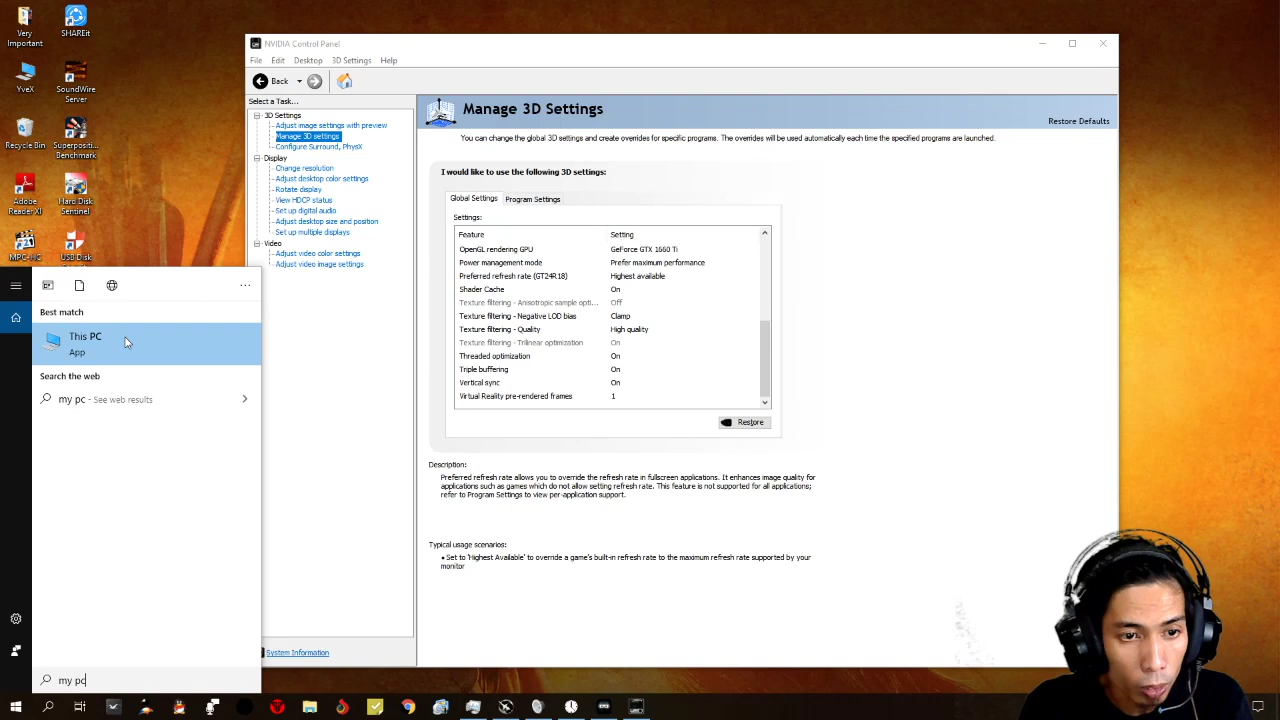 Very
Important
SHAREit
YveX
SoundWire
Server
Recycle Bin
Superpositi...
Benchmark
Adobe
Reader XI
Hard Disk
Sentinel
MPC-HC
USB Disk
NVIDIA Control Panel
File Edit Desktop 3D Settings Help
Back
Select a Task...
3D Settings
Adjust image settings with preview
Manage 3D settings
Configure Surround, PhysX
Display
Change resolution
Adjust desktop color settings
Rotate display
View HDCP status
Set up digital audio
Adjust desktop size and position
Set up multiple displays
Video
Adjust video color settings
Adjust video image settings
System Information
Manage 3D Settings
Restore Defaults
You can change the global 3D settings and create overrides for specific programs. The overrides will be used automatically each time the specified programs are launched.
I would like to use the following 3D settings:
Global Settings Program Settings
Settings:
Feature Setting
OpenGL rendering GPU GeForce GTX 1660 Ti
Power management mode Prefer maximum performance
Preferred refresh rate (GT24R18) Highest available
Shader Cache On
Texture filtering - Anisotropic sample opti... Off
Texture filtering - Negative LOD bias Clamp
Texture filtering - Quality High quality
Texture filtering - Trilinear optimization On
Threaded optimization On
Triple buffering On
Vertical sync On
Virtual Reality pre-rendered frames 1
Restore
Description:
Preferred refresh rate allows you to override the refresh rate in fullscreen applications. It enhances image quality for
applications such as games which do not allow setting refresh rate. This feature is not supported for all applications;
refer to Program Settings to view per-application support.
Typical usage scenarios:
• Set to 'Highest Available' to override a game's built-in refresh rate to the maximum refresh rate supported by your
monitor
Best match
This PC
App
Search the web
my pc - See web results
my pc